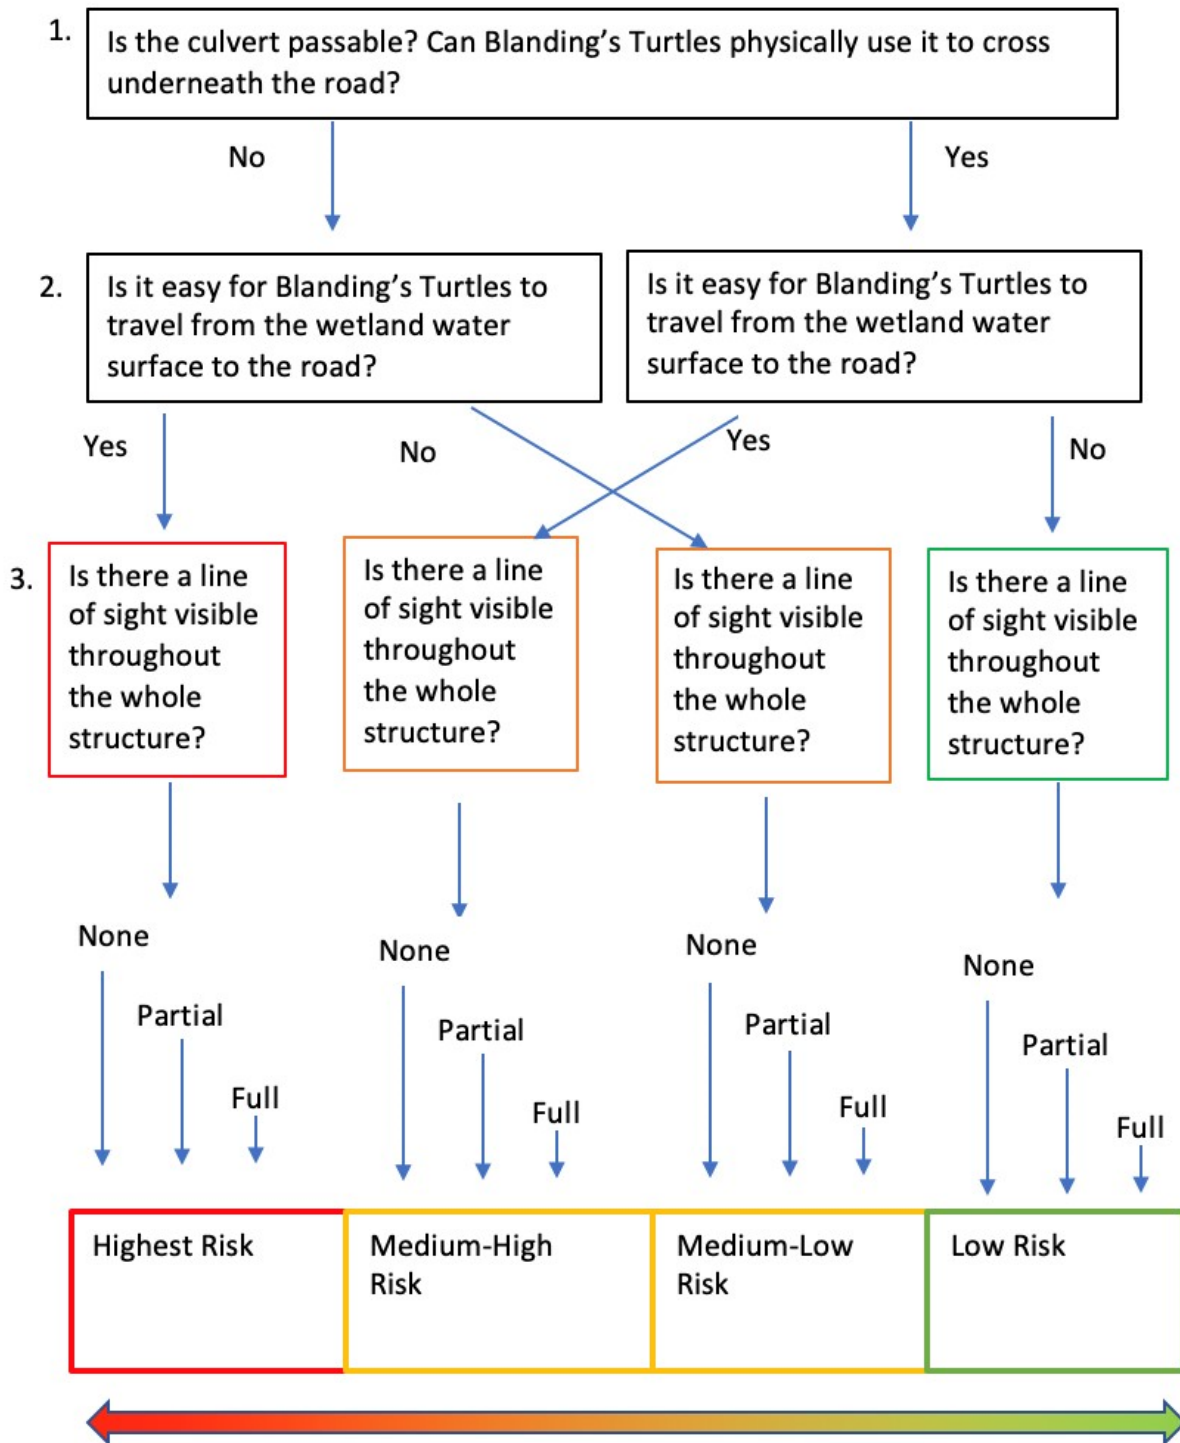 1.
Is the culvert passable? Can Blanding’s Turtles physically use it to cross
underneath the road?
No
Yes
2.
Is it easy for Blanding’s Turtles to
travel from the wetland water
surface to the road?
Is it easy for Blanding’s Turtles to
travel from the wetland water
surface to the road?
Yes
No
Yes
No
3.
Is there a line
of sight visible
throughout
the whole
structure?
Is there a line
of sight visible
throughout
the whole
structure?
Is there a line
of sight visible
throughout
the whole
structure?
Is there a line
of sight visible
throughout
the whole
structure?
None
Partial
Full
None
Partial
Full
None
Partial
Full
None
Partial
Full
Highest Risk
Medium-High
Risk
Medium-Low
Risk
Low Risk